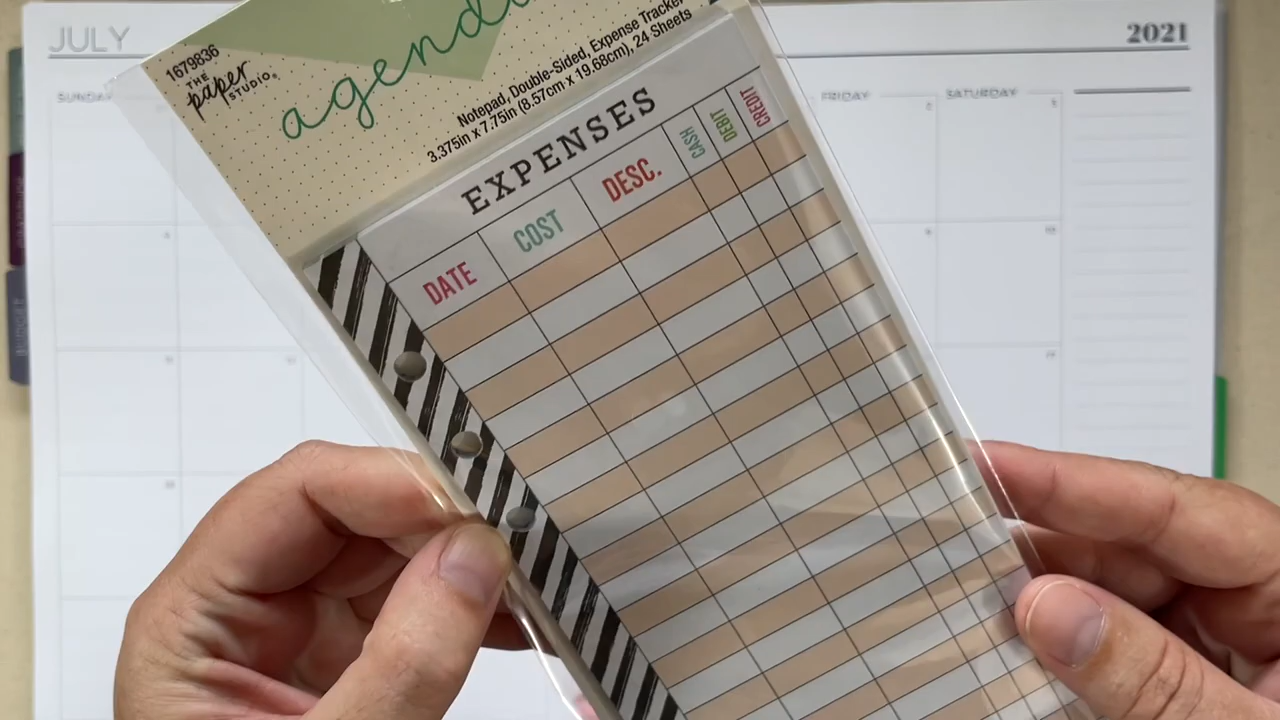 JULY
2021
SUNDAY
FRIDAY
SATURDAY
1679836
THE
paper
STUDIO®
Notepad, Double-Sided, Expense Tracker
3.375in x 7.75in (8.57cm x 19.68cm), 24 Sheets
EXPENSES
DATE
COST
DESC.
CASH
DEBIT
CREDIT